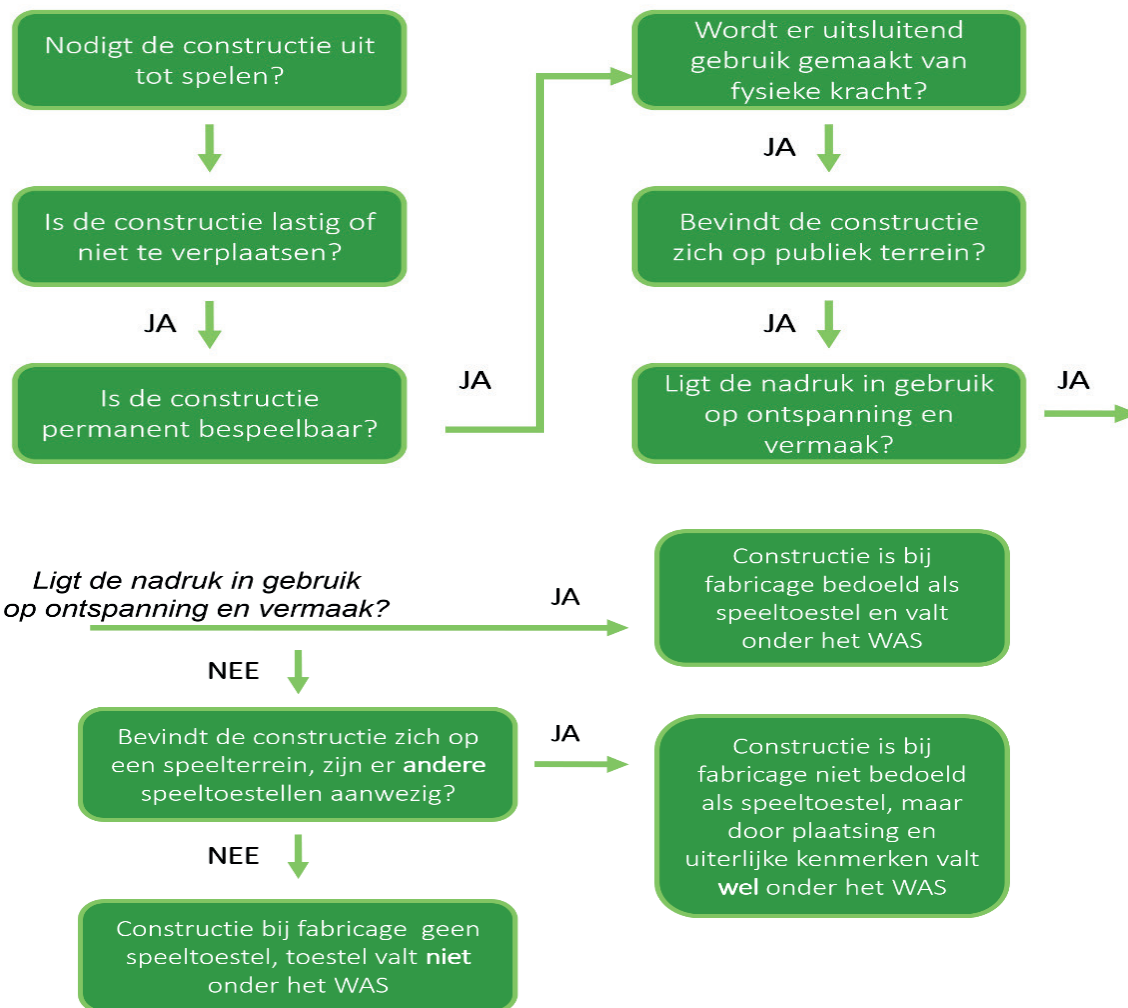 Nodigt de constructie uit
tot spelen?
Is de constructie lastig of
niet te verplaatsen?
JA
Is de constructie
permanent bespeelbaar?
JA
Wordt er uitsluitend
gebruik gemaakt van
fysieke kracht?
JA
Bevindt de constructie
zich op publiek terrein?
JA
Ligt de nadruk in gebruik
op ontspanning en
vermaak?
JA
Ligt de nadruk in gebruik
op ontspanning en vermaak?
JA
Constructie is bij
fabricage bedoeld als
speeltoestel en valt
onder het WAS
NEE
Bevindt de constructie zich op
een speelterrein, zijn er andere
speeltoestellen aanwezig?
JA
Constructie is bij
fabricage niet bedoeld
als speeltoestel, maar
door plaatsing en
uiterlijke kenmerken valt
wel onder het WAS
NEE
Constructie bij fabricage geen
speeltoestel, toestel valt niet
onder het WAS